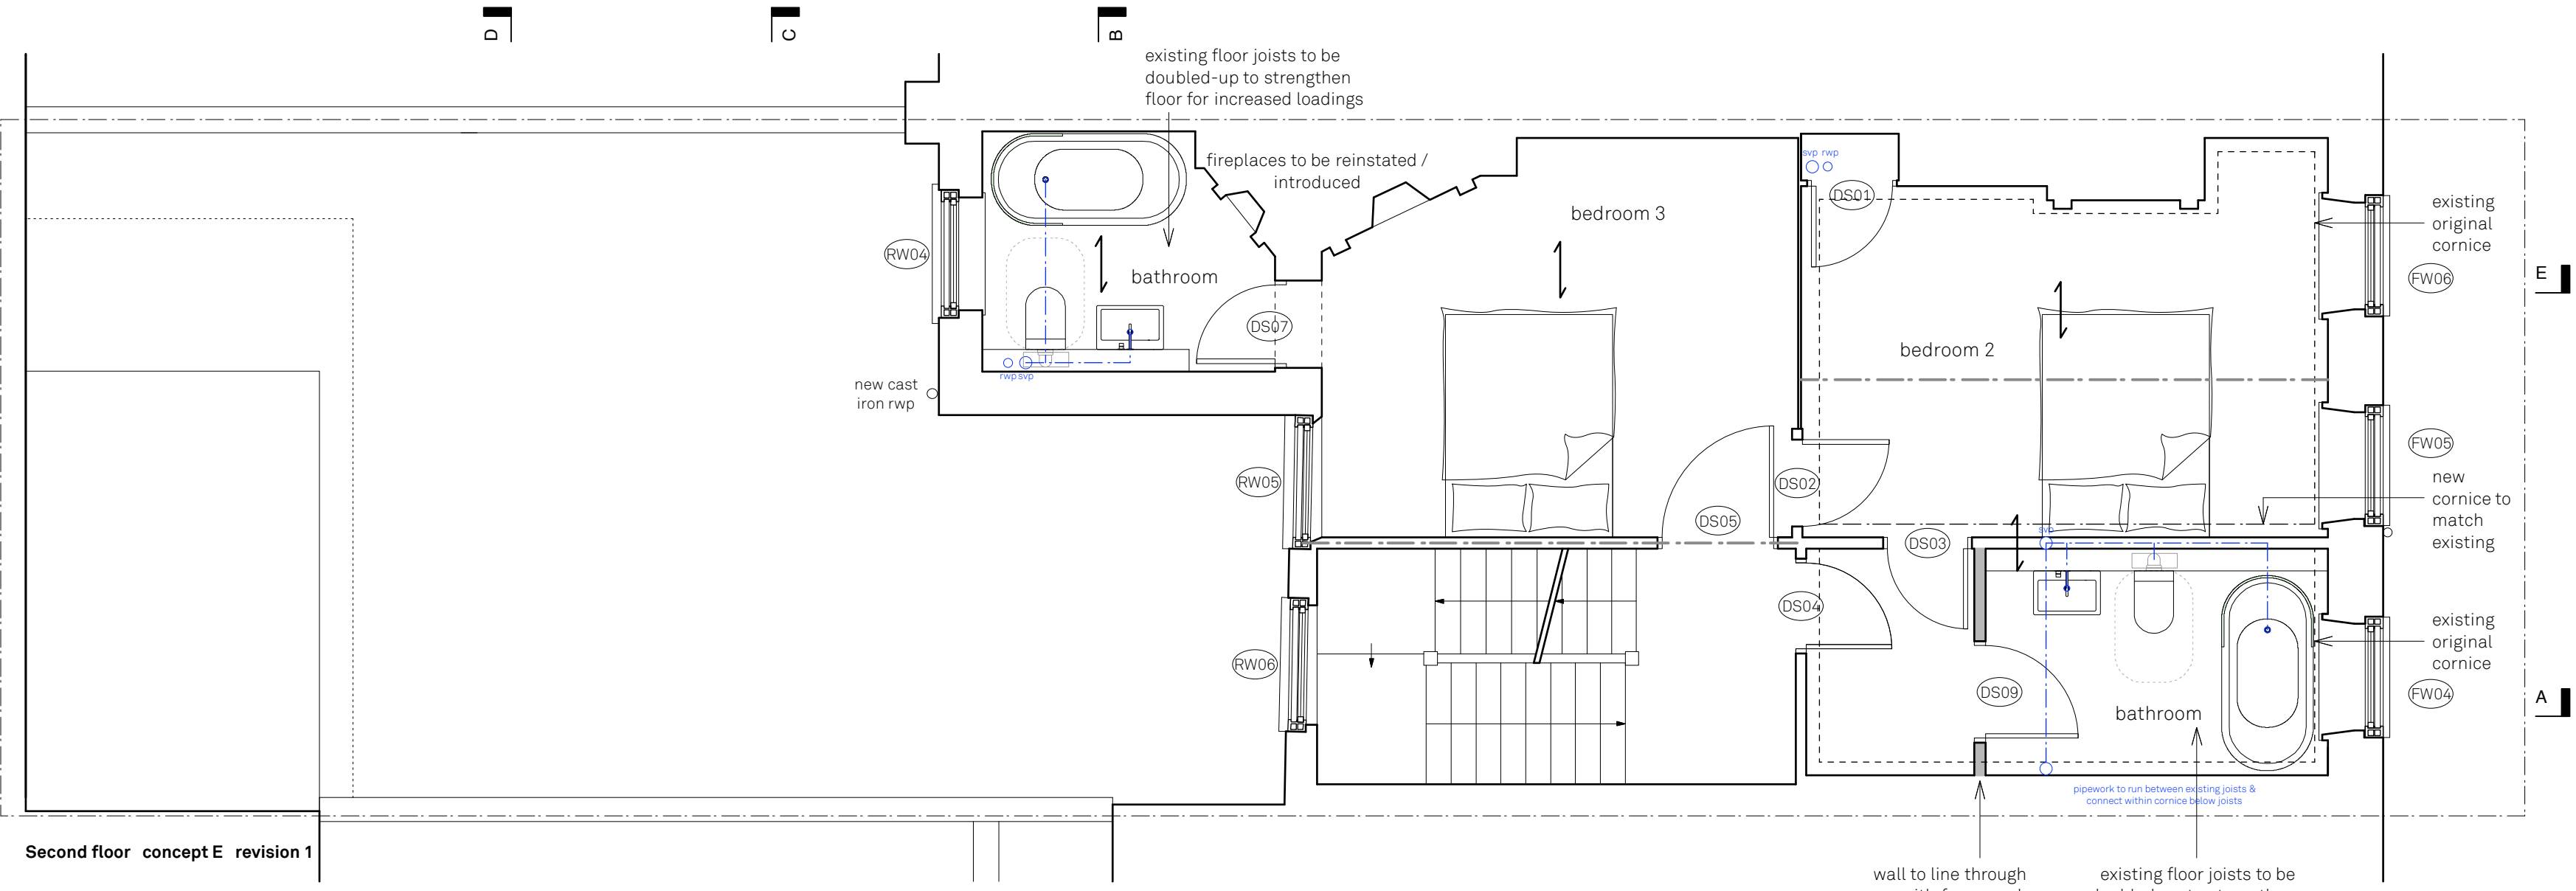 D
C
B
existing floor joists to be
doubled-up to strengthen
floor for increased loadings
fireplaces to be reinstated /
introduced
svp rwp
DS01
bedroom 3
existing
original
cornice
RW04
bathroom
E
FW06
DS07
bedroom 2
rwp svp
new cast
iron rwp
FW05
RW05
DS02
new
cornice to
match
existing
DS05
svp
DS03
DS04
existing
original
cornice
RW06
DS09
FW04
A
bathroom
pipework to run between existing joists &
connect within cornice below joists
Second floor concept E revision 1
wall to line through
existing floor joists to be